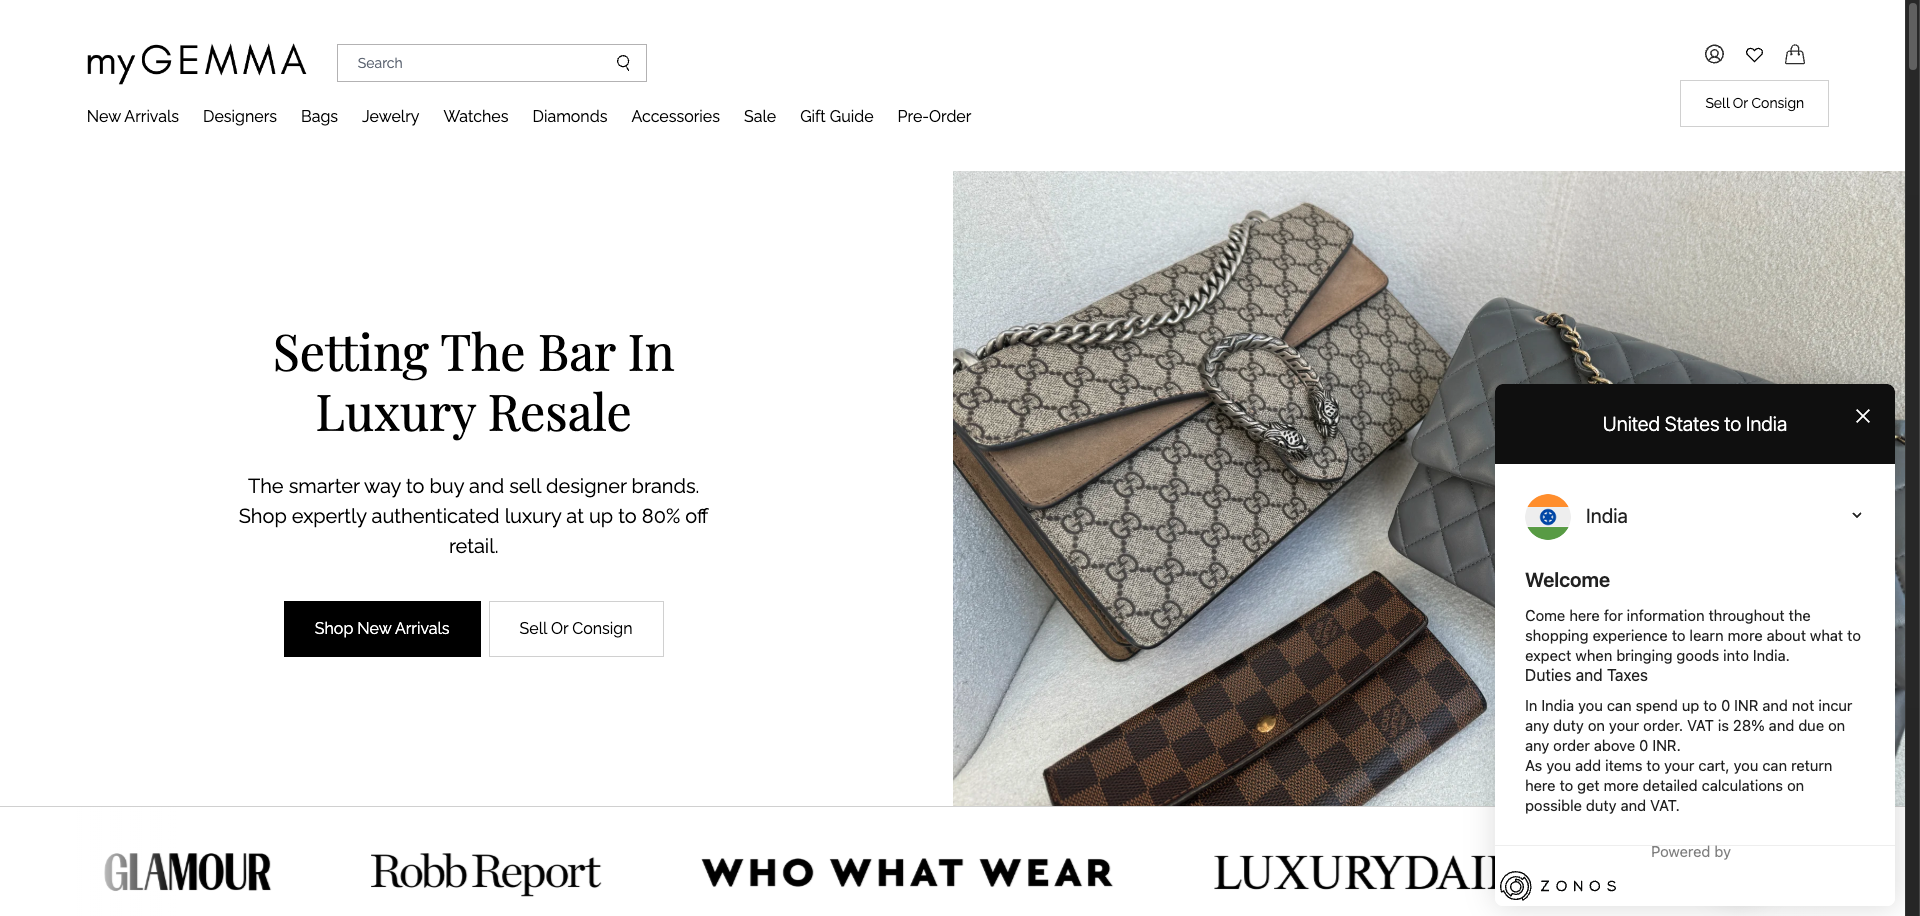 myGEMMA
Search
New Arrivals
Designers
Bags
Jewelry
Watches
Diamonds
Accessories
Sale
Gift Guide
Pre-Order
Sell Or Consign
Setting The Bar In
Luxury Resale
The smarter way to buy and sell designer brands.
Shop expertly authenticated luxury at up to 80% off
retail.
Shop New Arrivals
Sell Or Consign
United States to India
India
Welcome
Come here for information throughout the
shopping experience to learn more about what to
expect when bringing goods into India.
Duties and Taxes
In India you can spend up to 0 INR and not incur
any duty on your order. VAT is 28% and due on
any order above 0 INR.
As you add items to your cart, you can return
here to get more detailed calculations on
possible duty and VAT.
Powered by
ZONOS
GLAMOUR
Robb Report
WHO WHAT WEAR